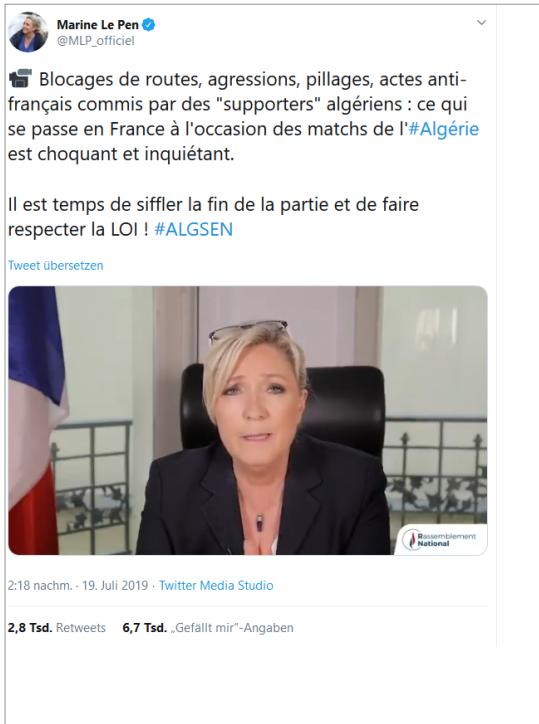 Marine Le Pen
@MLP_officiel
Blocages de routes, agressions, pillages, actes anti-
français commis par des "supporters" algériens : ce qui
se passe en France à l'occasion des matchs de l'#Algérie
est choquant et inquiétant.
Il est temps de siffler la fin de la partie et de faire
respecter la LOI ! #ALGSEN
Tweet übersetzen
Rassemblement
National
2:18 nachm. · 19. Juli 2019 · Twitter Media Studio
2,8 Tsd. Retweets 6,7 Tsd. „Gefällt mir"-Angaben